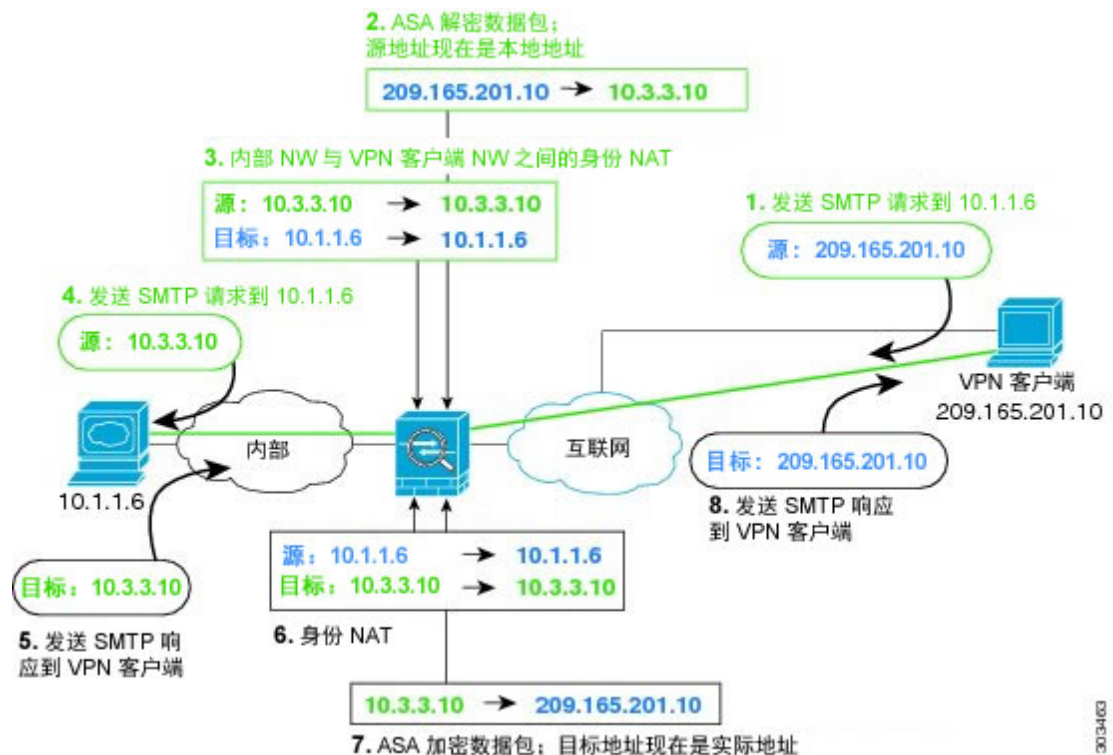 2. ASA 解密数据包；
源地址现在是本地地址
209.165.201.10 → 10.3.3.10
3. 内部 NW 与 VPN 客户端 NW 之间的身份 NAT
源：10.3.3.10 → 10.3.3.10
目标：10.1.1.6 → 10.1.1.6
1. 发送 SMTP 请求到 10.1.1.6
源：209.165.201.10
4. 发送 SMTP 请求到 10.1.1.6
源：10.3.3.10
VPN 客户端
209.165.201.10
内部
互联网
10.1.1.6
目标：209.165.201.10
8. 发送 SMTP 响应
到 VPN 客户端
源：10.1.1.6 → 10.1.1.6
目标：10.3.3.10 → 10.3.3.10
6. 身份 NAT
目标：10.3.3.10
5. 发送 SMTP 响
应到 VPN 客户端
10.3.3.10 → 209.165.201.10
7. ASA 加密数据包；目标地址现在是实际地址
303463